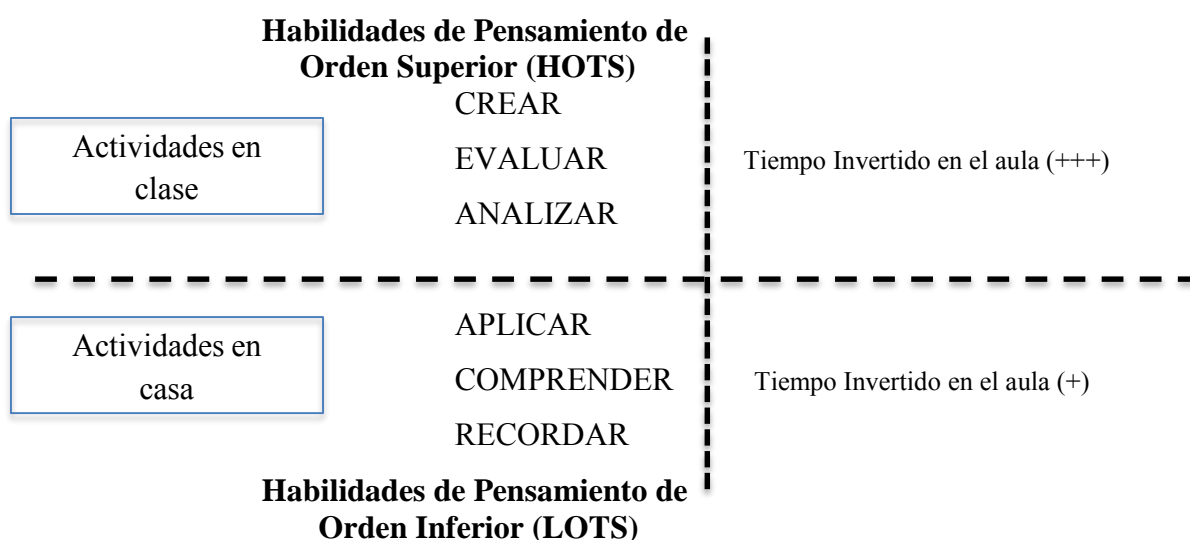 Habilidades de Pensamiento de
Orden Superior (HOTS)
CREAR
Actividades en
clase
EVALUAR
Tiempo Invertido en el aula (+++)
ANALIZAR
Actividades en
casa
APLICAR
COMPRENDER
Tiempo Invertido en el aula (+)
RECORDAR
Habilidades de Pensamiento de
Orden Inferior (LOTS)